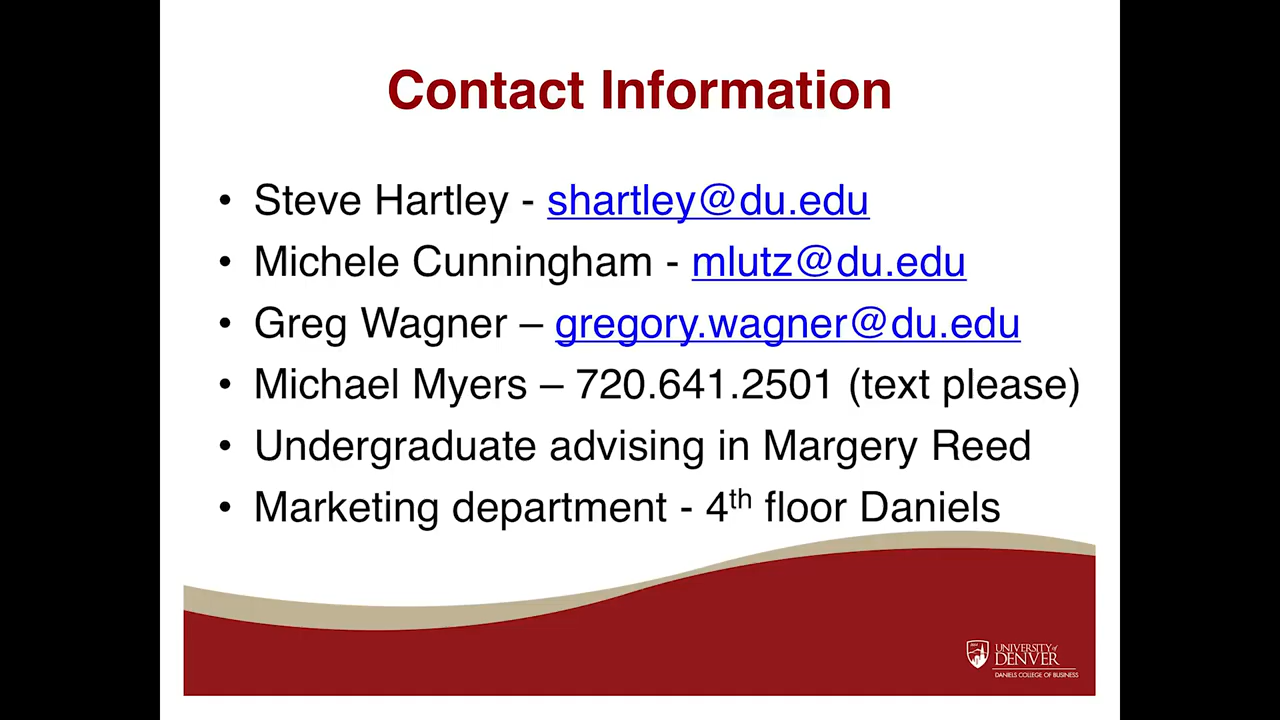 Contact Information
• Steve Hartley - shartley@du.edu
• Michele Cunningham - mlutz@du.edu
• Greg Wagner – gregory.wagner@du.edu
• Michael Myers – 720.641.2501 (text please)
• Undergraduate advising in Margery Reed
• Marketing department - 4th floor Daniels
UNIVERSITY of
DENVER
DANIELS COLLEGE OF BUSINESS